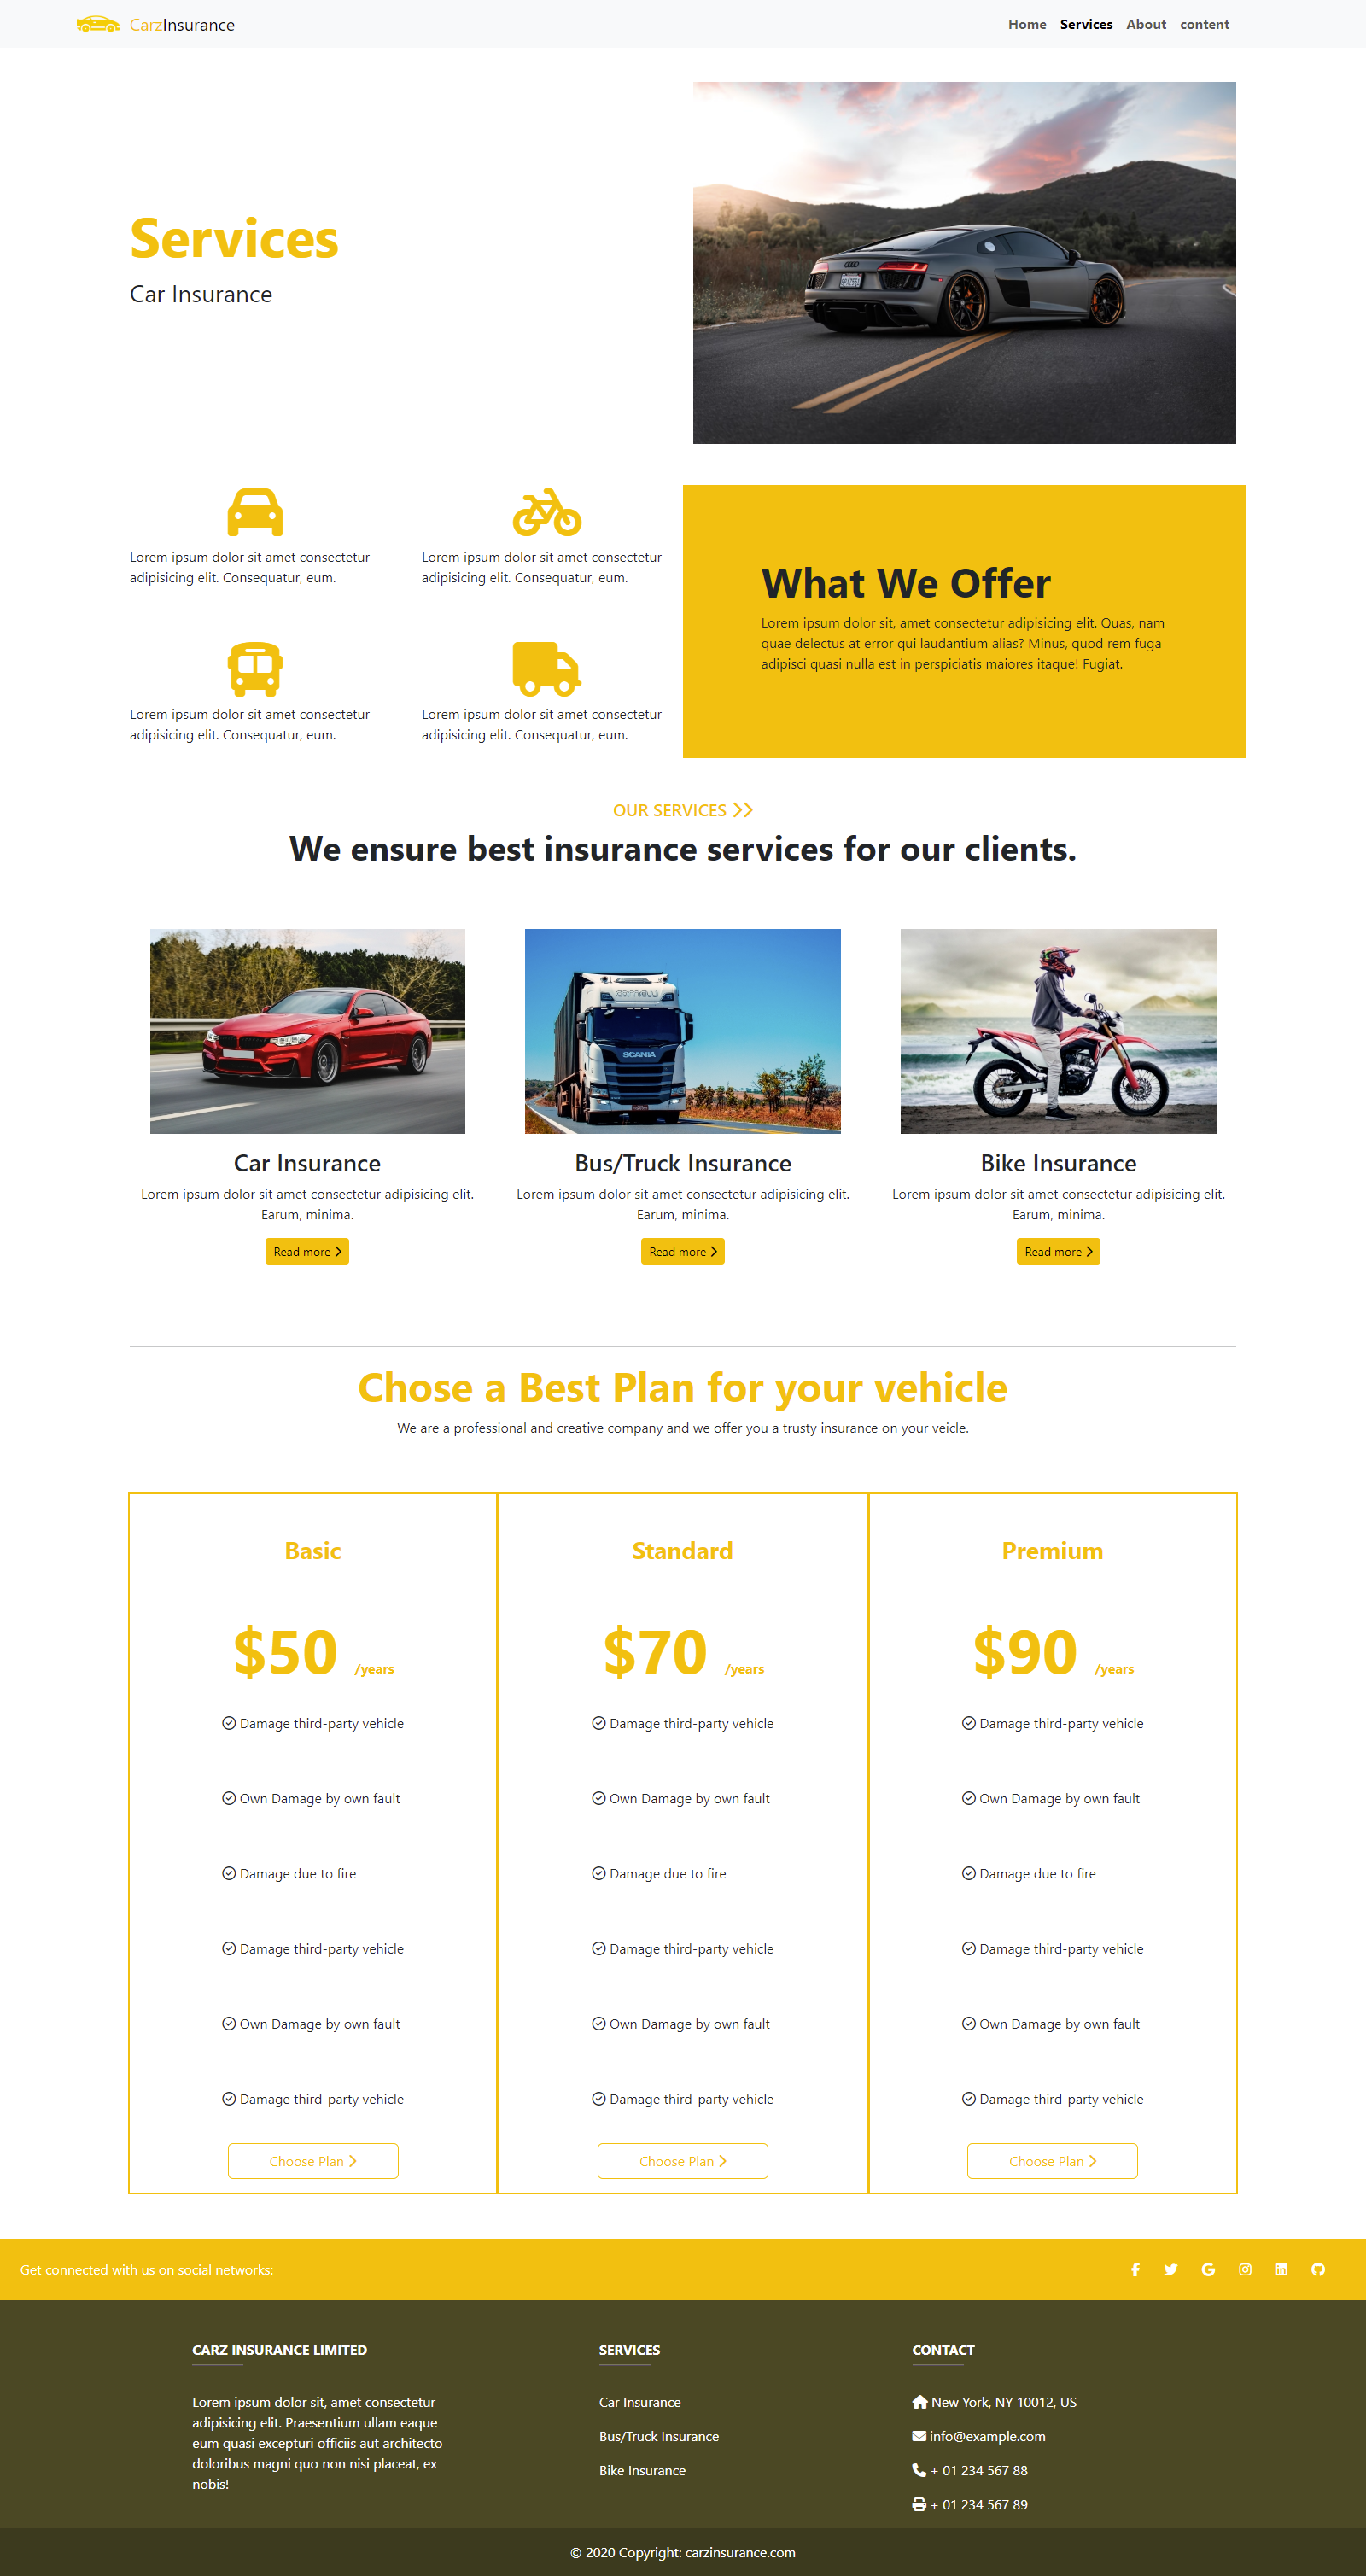 CarzInsurance
Home Services About content
Services
Car Insurance
Lorem ipsum dolor sit amet consectetur
adipisicing elit. Consequatur, eum.
Lorem ipsum dolor sit amet consectetur
adipisicing elit. Consequatur, eum.
Lorem ipsum dolor sit amet consectetur
adipisicing elit. Consequatur, eum.
Lorem ipsum dolor sit amet consectetur
adipisicing elit. Consequatur, eum.
What We Offer
Lorem ipsum dolor sit, amet consectetur adipisicing elit. Quas, nam
quae delectus at error qui laudantium alias? Minus, quod rem fuga
adipisci quasi nulla est in perspiciatis maiores itaque! Fugiat.
OUR SERVICES
We ensure best insurance services for our clients.
SCANIA
Car Insurance
Lorem ipsum dolor sit amet consectetur adipisicing elit.
Earum, minima.
Read more
Bus/Truck Insurance
Lorem ipsum dolor sit amet consectetur adipisicing elit.
Earum, minima.
Read more
Bike Insurance
Lorem ipsum dolor sit amet consectetur adipisicing elit.
Earum, minima.
Read more
Chose a Best Plan for your vehicle
We are a professional and creative company and we offer you a trusty insurance on your veicle.
Basic
$50 /years
Damage third-party vehicle
Own Damage by own fault
Damage due to fire
Damage third-party vehicle
Own Damage by own fault
Damage third-party vehicle
Choose Plan
Standard
$70 /years
Damage third-party vehicle
Own Damage by own fault
Damage due to fire
Damage third-party vehicle
Own Damage by own fault
Damage third-party vehicle
Choose Plan
Premium
$90 /years
Damage third-party vehicle
Own Damage by own fault
Damage due to fire
Damage third-party vehicle
Own Damage by own fault
Damage third-party vehicle
Choose Plan
Get connected with us on social networks:
CARZ INSURANCE LIMITED
Lorem ipsum dolor sit, amet consectetur
adipisicing elit. Praesentium ullam eaque
eum quasi excepturi officiis aut architecto
doloribus magni quo non nisi placeat, ex
nobis!
SERVICES
Car Insurance
Bus/Truck Insurance
Bike Insurance
CONTACT
New York, NY 10012, US
info@example.com
+ 01 234 567 88
+ 01 234 567 89
© 2020 Copyright: carzinsurance.com